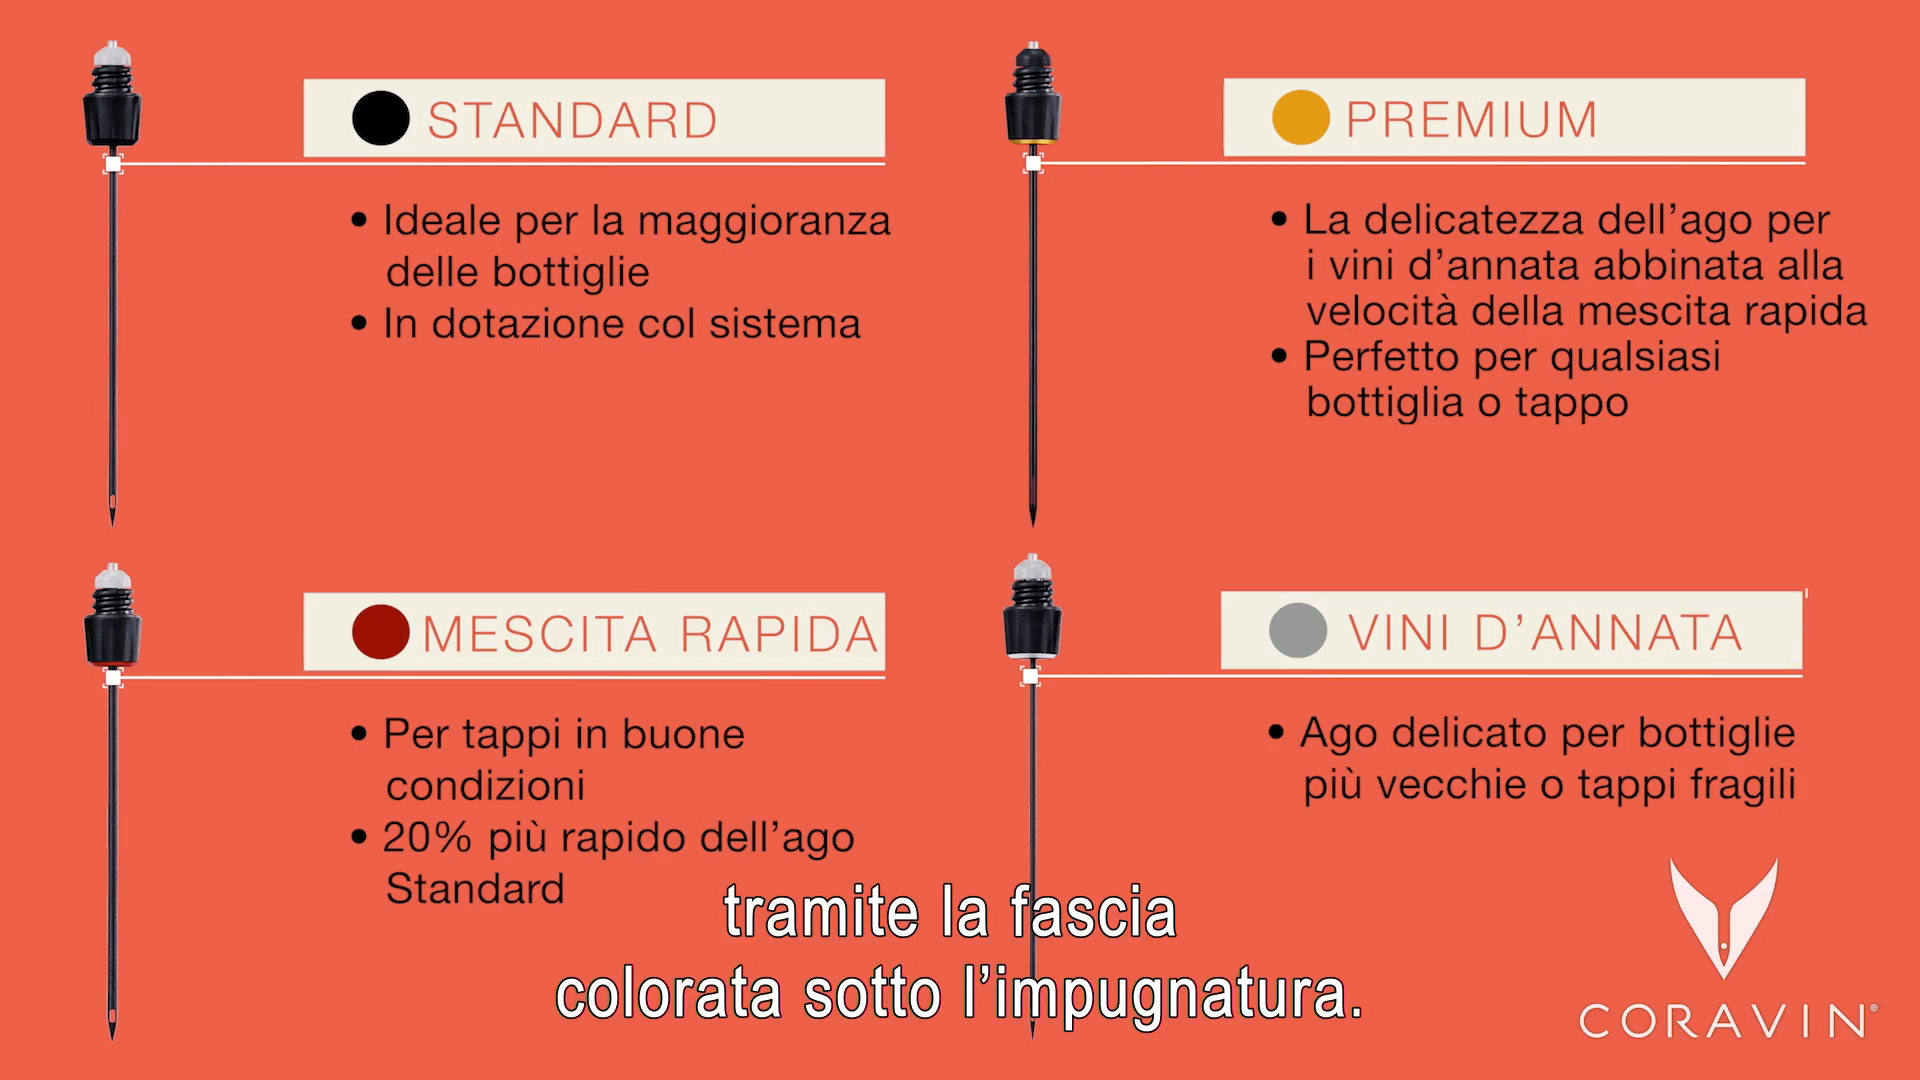 STANDARD
• Ideale per la maggioranza
delle bottiglie
• In dotazione col sistema
PREMIUM
• La delicatezza dell’ago per
i vini d’annata abbinata alla
velocità della mescita rapida
• Perfetto per qualsiasi
bottiglia o tappo
MESCITA RAPIDA
• Per tappi in buone
condizioni
• 20% più rapido dell’ago
Standard
VINI D’ANNATA
• Ago delicato per bottiglie
più vecchie o tappi fragili
tramite la fascia
colorata sotto l’impugnatura.
CORAVIN®